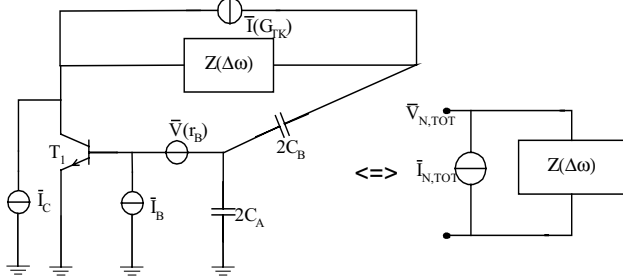 Ī(G_TK)
Z(Δω)
V̄(r_B)
2C_B
T_1
Ī_C
Ī_B
2C_A
<=>
V̄_N,TOT
Ī_N,TOT
Z(Δω)